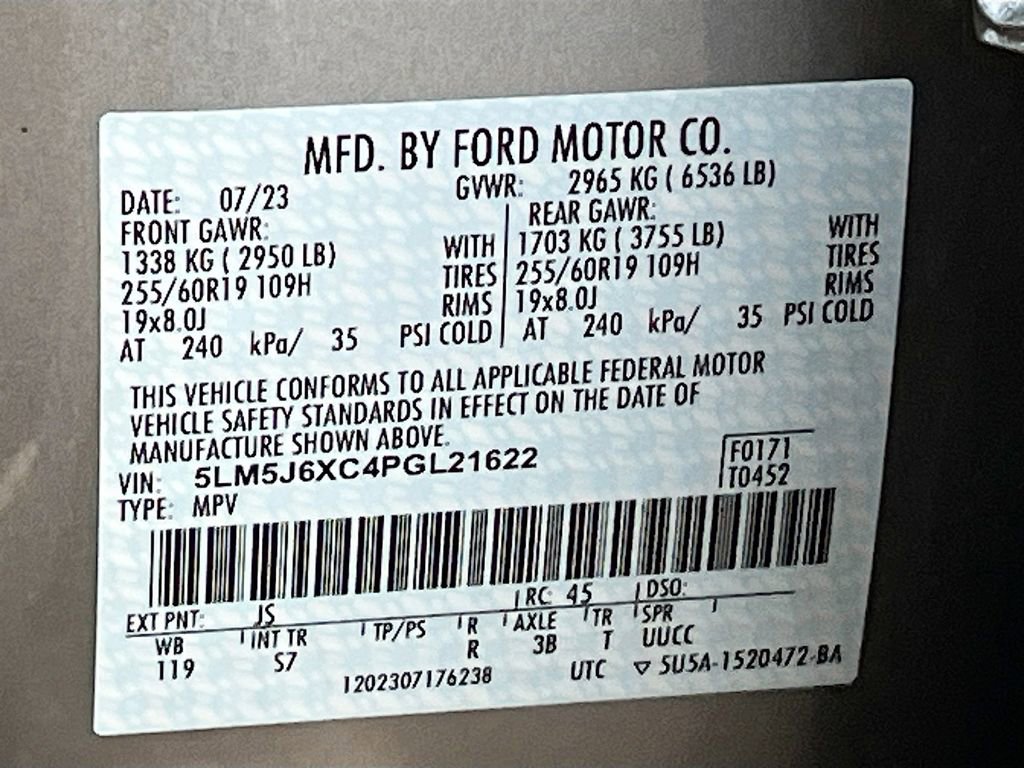 MFD. BY FORD MOTOR CO.
DATE: 07/23 GVWR: 2965 KG ( 6536 LB)
FRONT GAWR: REAR GAWR:
1338 KG ( 2950 LB) WITH 1703 KG ( 3755 LB) WITH
255/60R19 109H TIRES 255/60R19 109H TIRES
19x8.0J RIMS 19x8.0J RIMS
AT 240 kPa/ 35 PSI COLD AT 240 kPa/ 35 PSI COLD
THIS VEHICLE CONFORMS TO ALL APPLICABLE FEDERAL MOTOR
VEHICLE SAFETY STANDARDS IN EFFECT ON THE DATE OF
MANUFACTURE SHOWN ABOVE.
VIN: 5LM5J6XC4PGL21622 F0171
TYPE: MPV T0452
EXT PNT: JS RC: 45 DSO:
WB INT TR TP/PS R AXLE TR SPR
119 S7 R 3B T UUCC
1202307176238 UTC ▽ 5U5A-1520472-BA